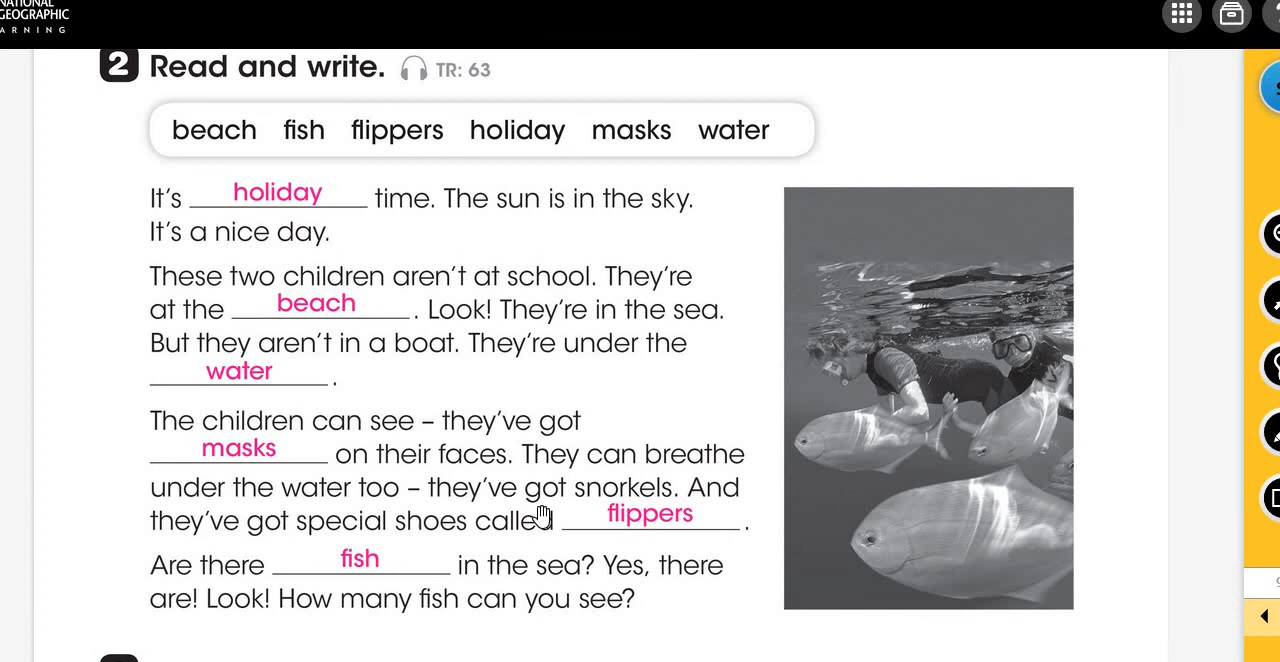 NATIONAL
GEOGRAPHIC
2 Read and write. TR: 63
beach fish flippers holiday masks water
It's holiday time. The sun is in the sky.
It's a nice day.
These two children aren't at school. They're
at the beach. Look! They're in the sea.
But they aren't in a boat. They're under the
water.
The children can see – they've got
masks on their faces. They can breathe
under the water too – they've got snorkels. And
they've got special shoes called flippers.
Are there fish in the sea? Yes, there
are! Look! How many fish can you see?